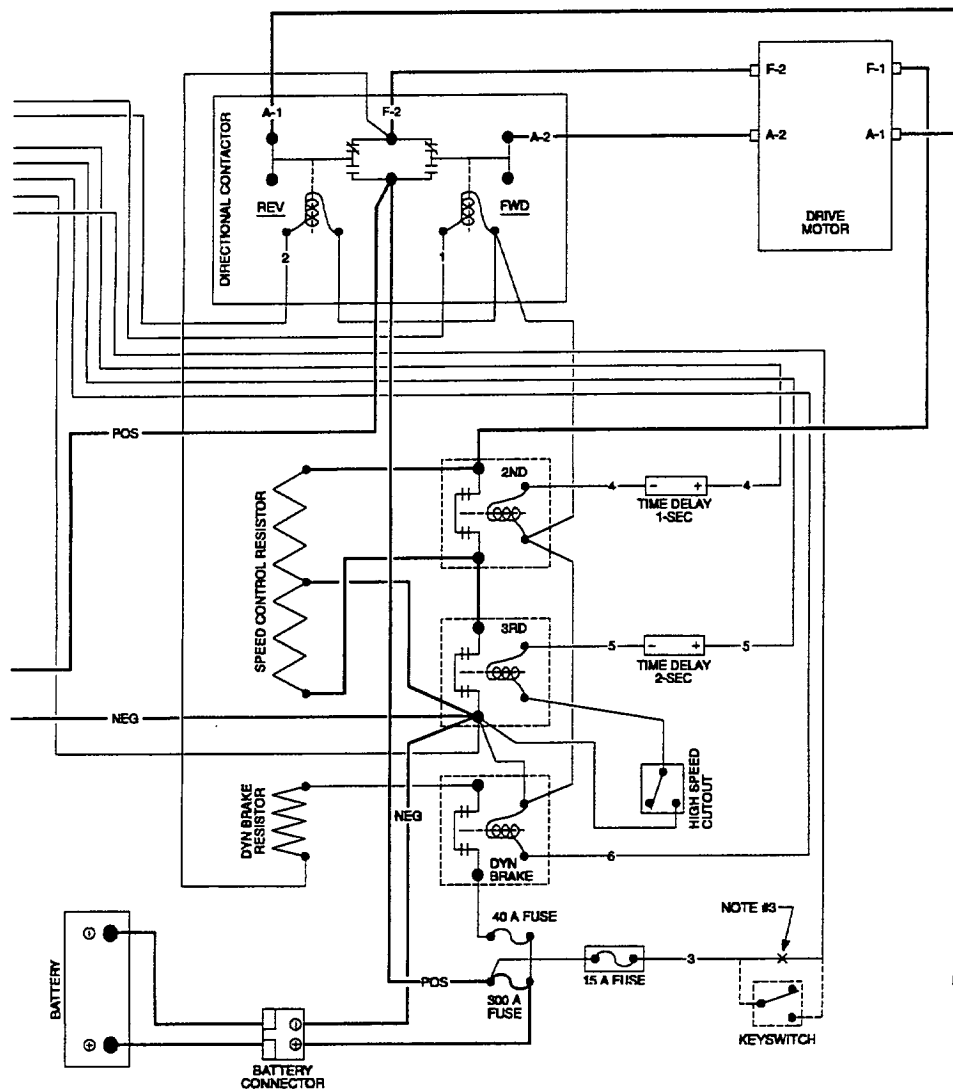 F-2
F-1
A-1
F-2
A-2
A-2
A-1
DIRECTIONAL CONTACTOR
REV
FWD
DRIVE
MOTOR
2
1
POS
2ND
4
- +
4
TIME DELAY
1-SEC
SPEED CONTROL RESISTOR
3RD
5
- +
5
TIME DELAY
2-SEC
NEG
HIGH SPEED
CUTOUT
DYN BRAKE
RESISTOR
NEG
DYN
BRAKE
6
40 A FUSE
NOTE #3
BATTERY
-
+
POS
300 A
FUSE
15 A FUSE
3
-
+
KEYSWITCH
BATTERY
CONNECTOR